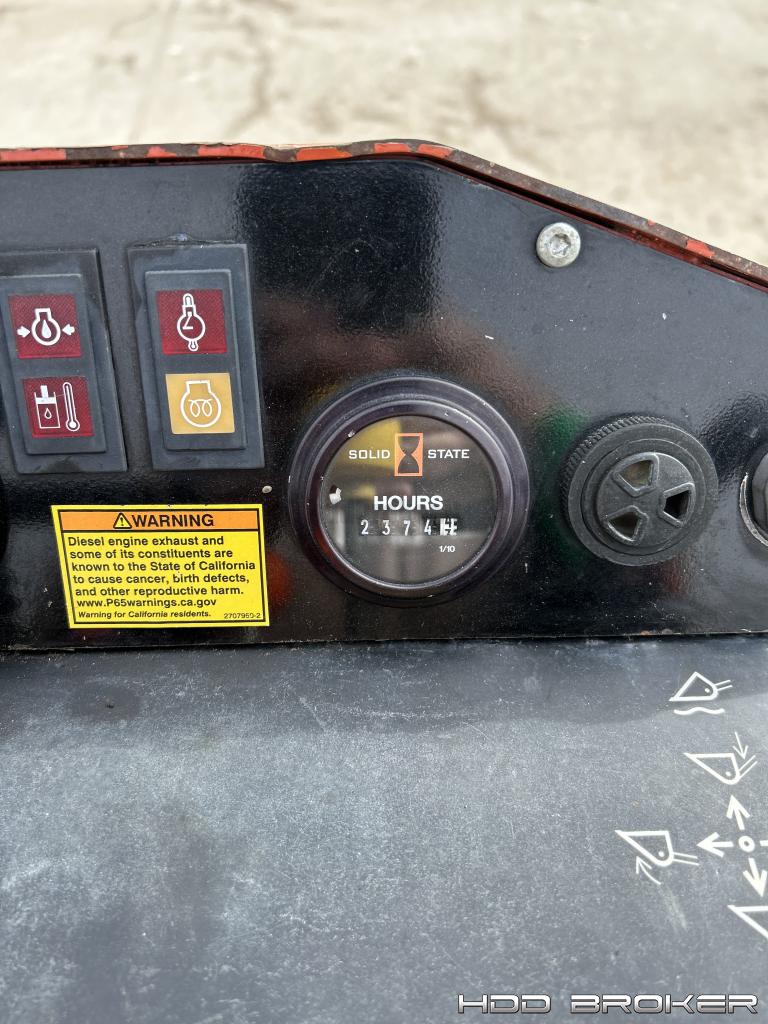 SOLID STATE
HOURS
2374
1/10
WARNING
Diesel engine exhaust and
some of its constituents are
known to the State of California
to cause cancer, birth defects,
and other reproductive harm.
www.P65warnings.ca.gov
Warning for California residents.
HDD BROKER